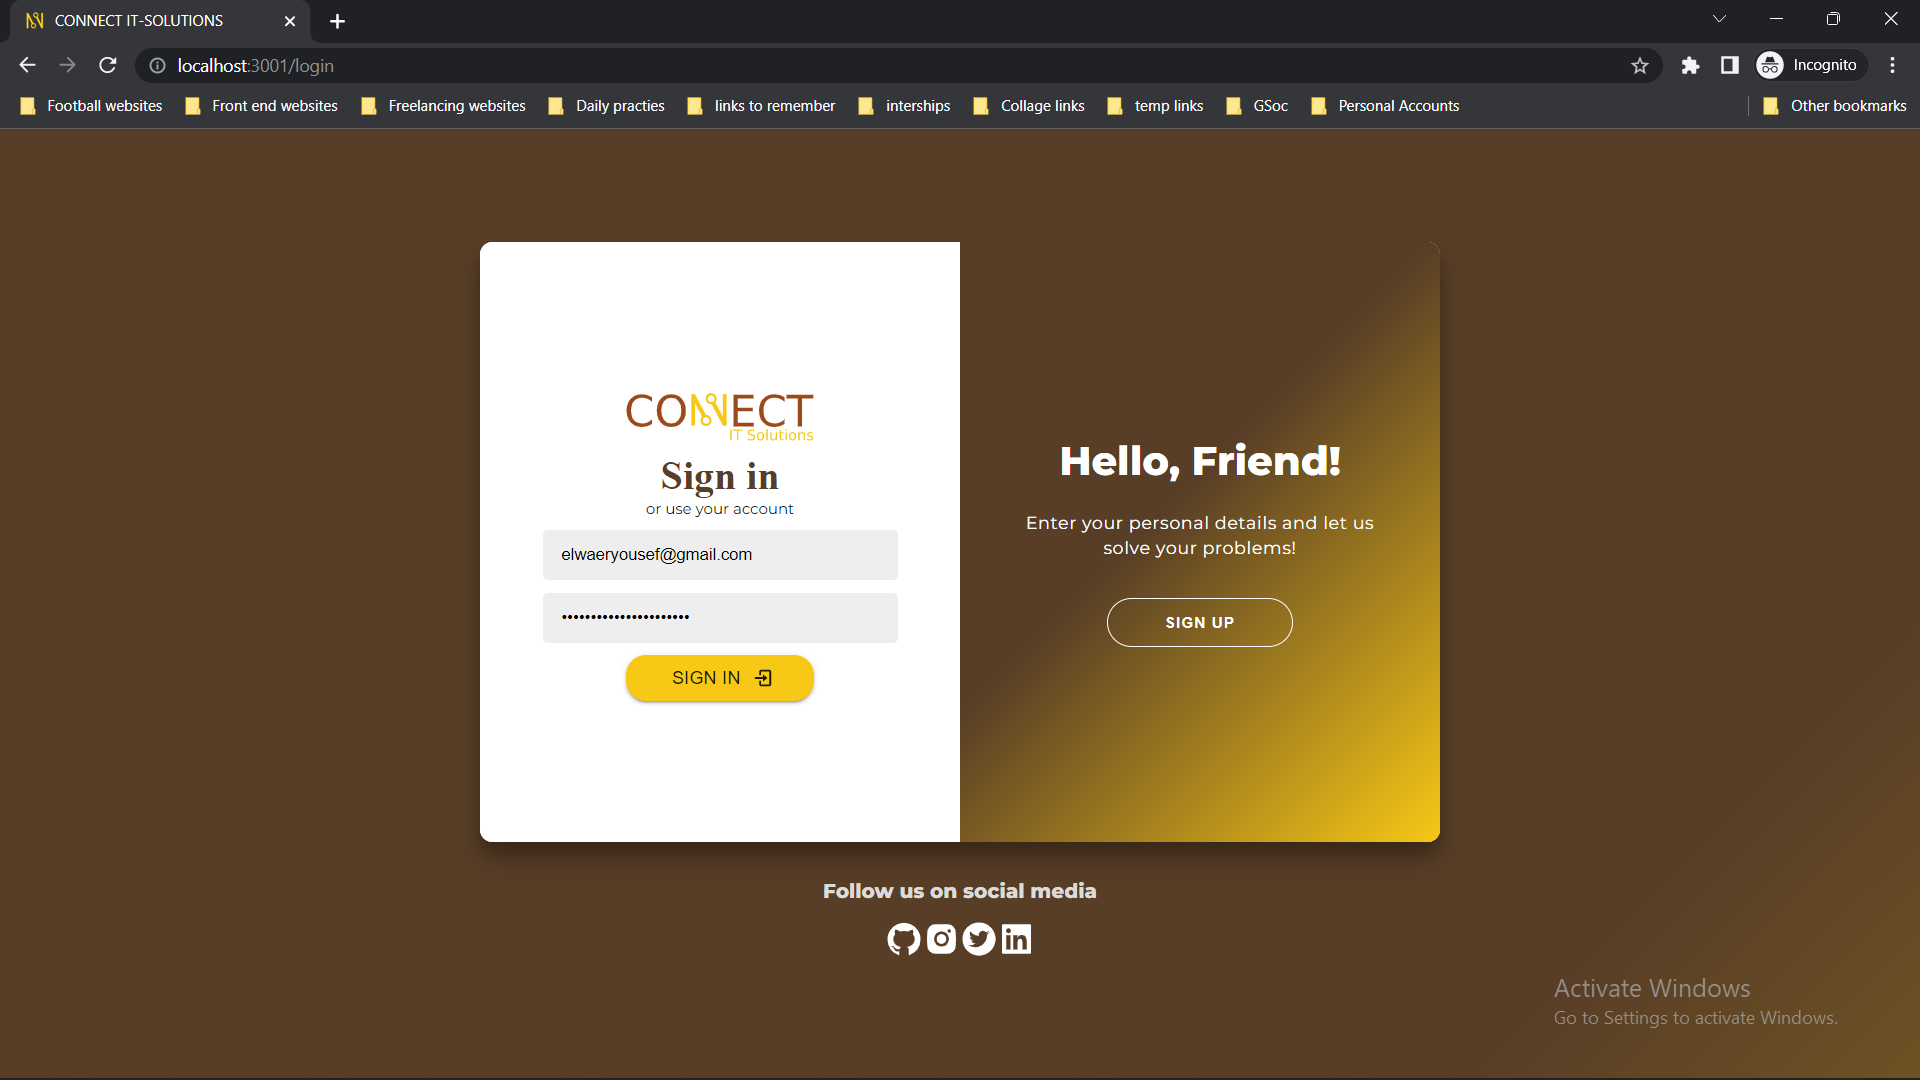 CONNECT IT-SOLUTIONS
localhost:3001/login
Incognito
Football websites
Front end websites
Freelancing websites
Daily practies
links to remember
interships
Collage links
temp links
GSoc
Personal Accounts
Other bookmarks
CONNECT
IT Solutions
Sign in
or use your account
elwaeryousef@gmail.com
••••••••••••••••••••••
SIGN IN
Hello, Friend!
Enter your personal details and let us
solve your problems!
SIGN UP
Follow us on social media
in
Activate Windows
Go to Settings to activate Windows.